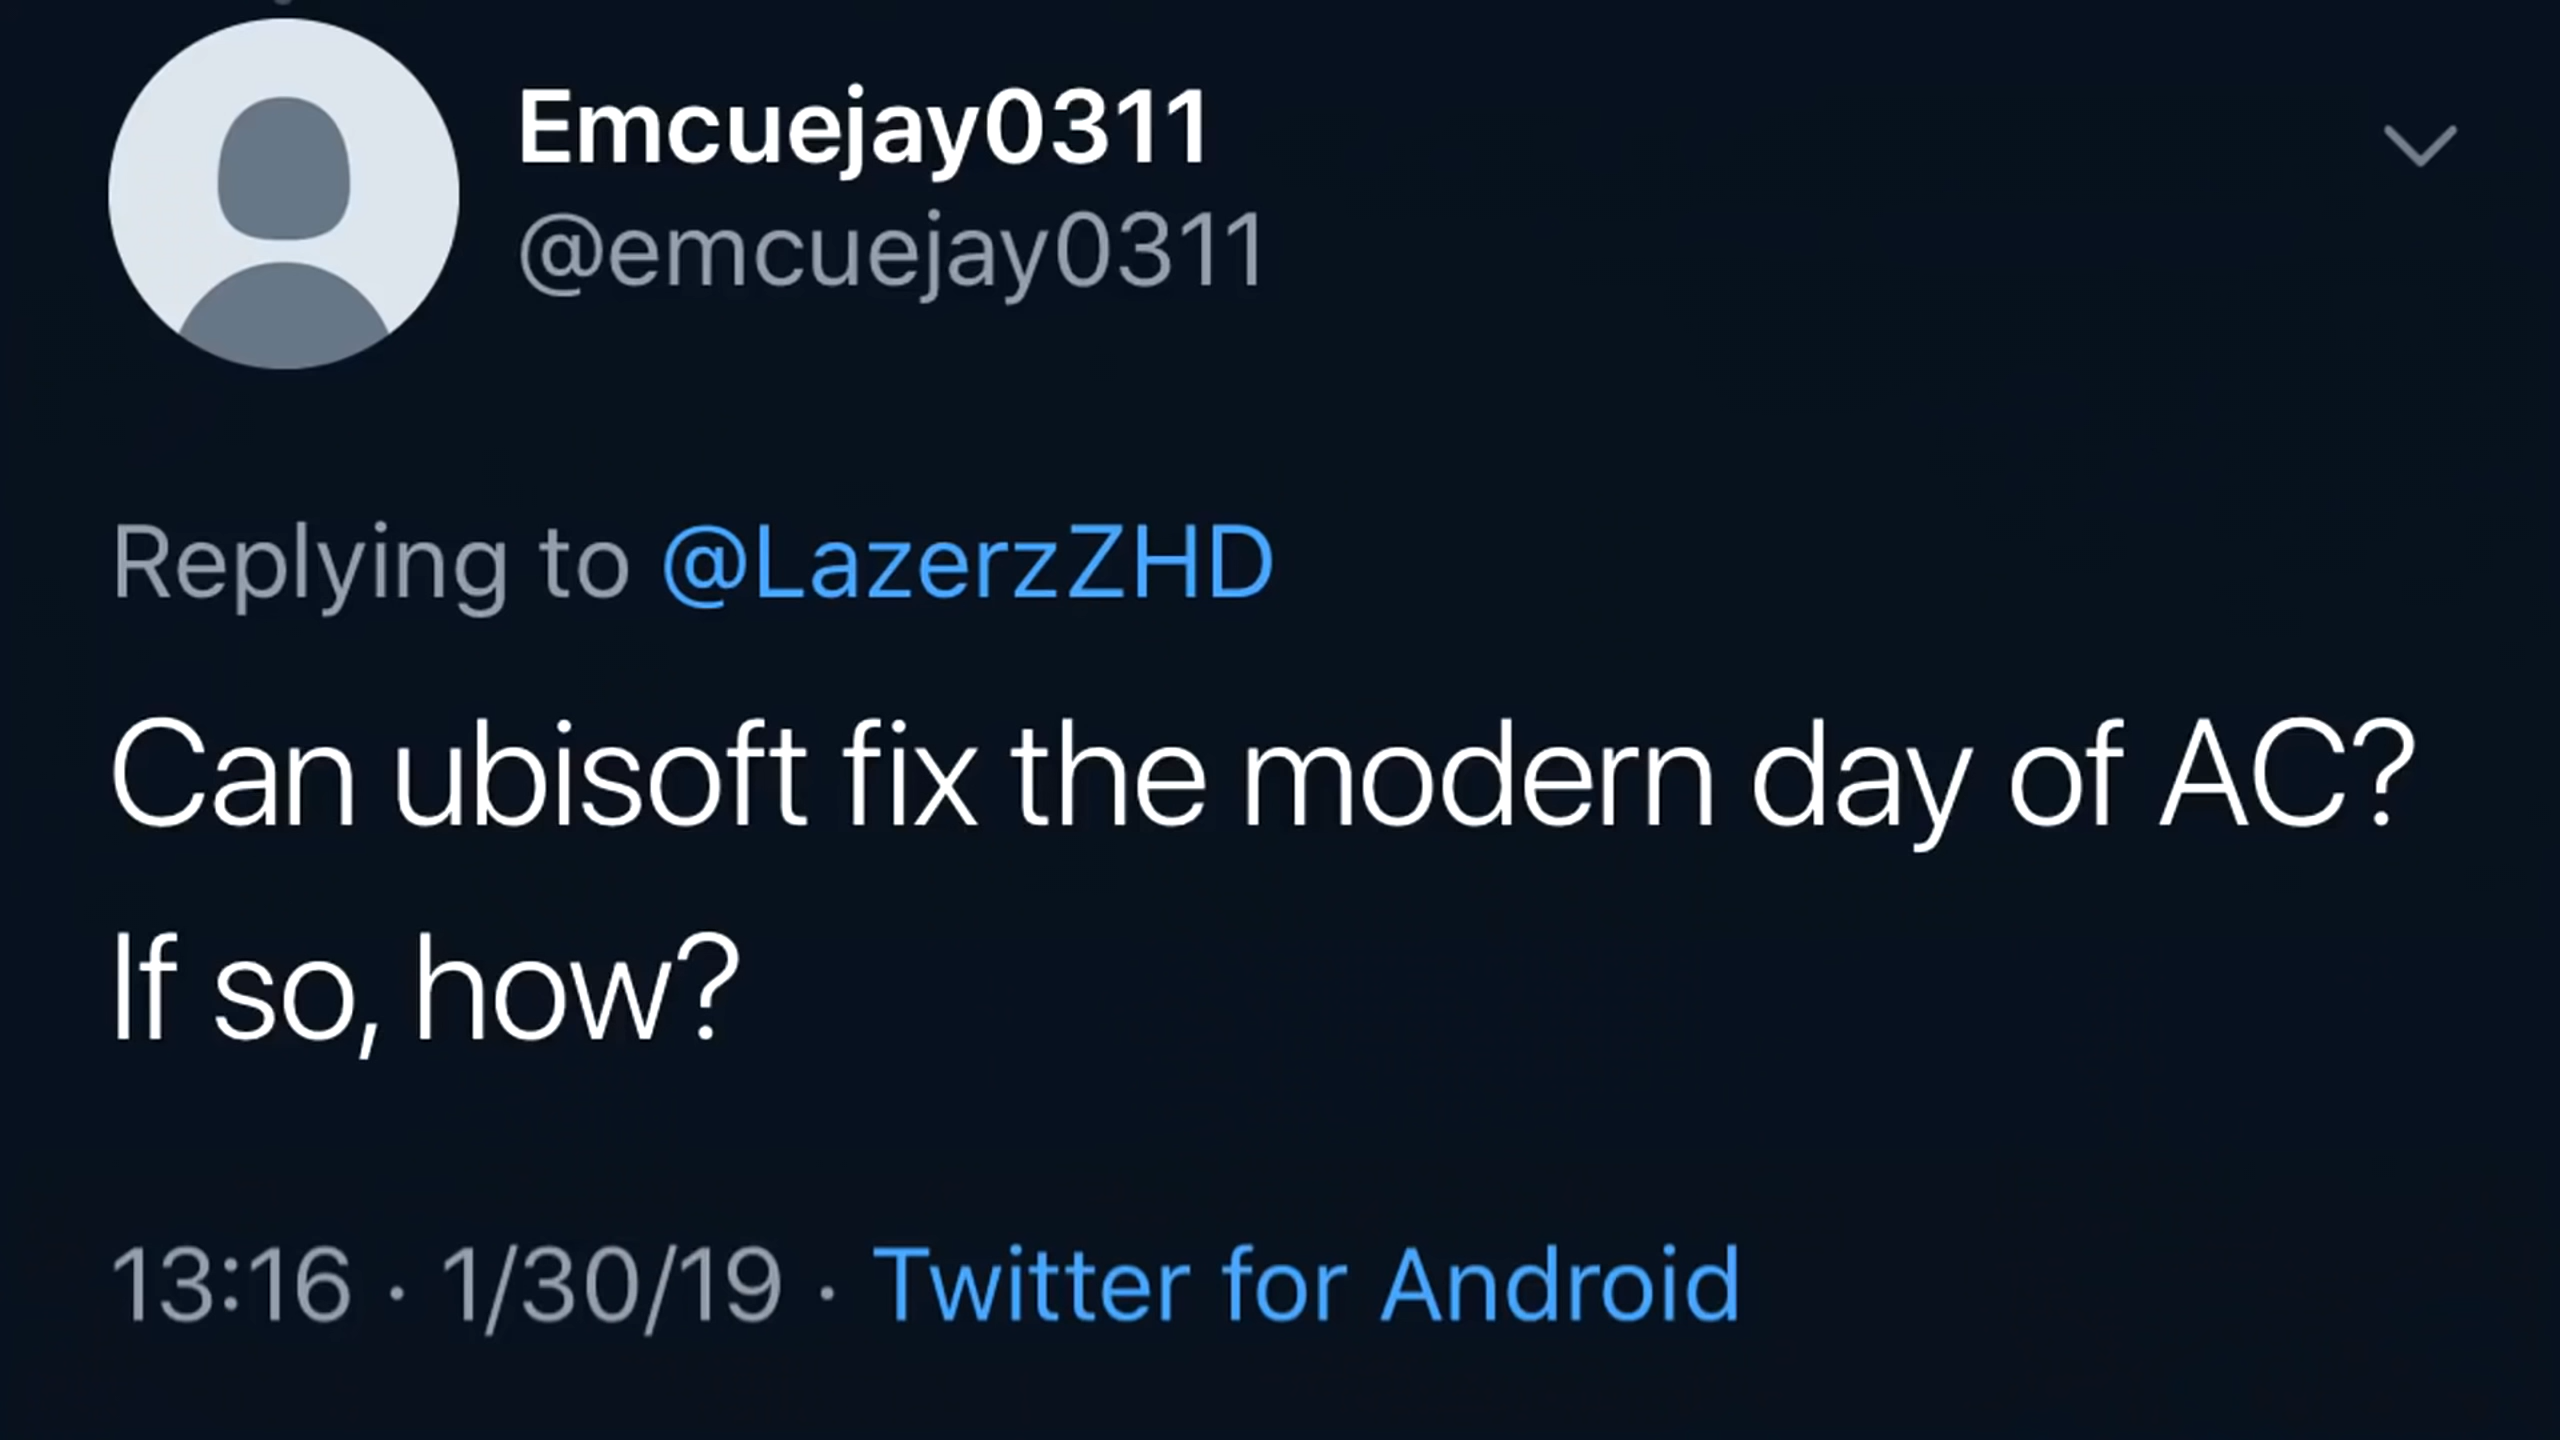 Emcuejay0311
@emcuejay0311
Replying to @LazerzZHD
Can ubisoft fix the modern day of AC?
If so, how?
13:16 · 1/30/19 · Twitter for Android